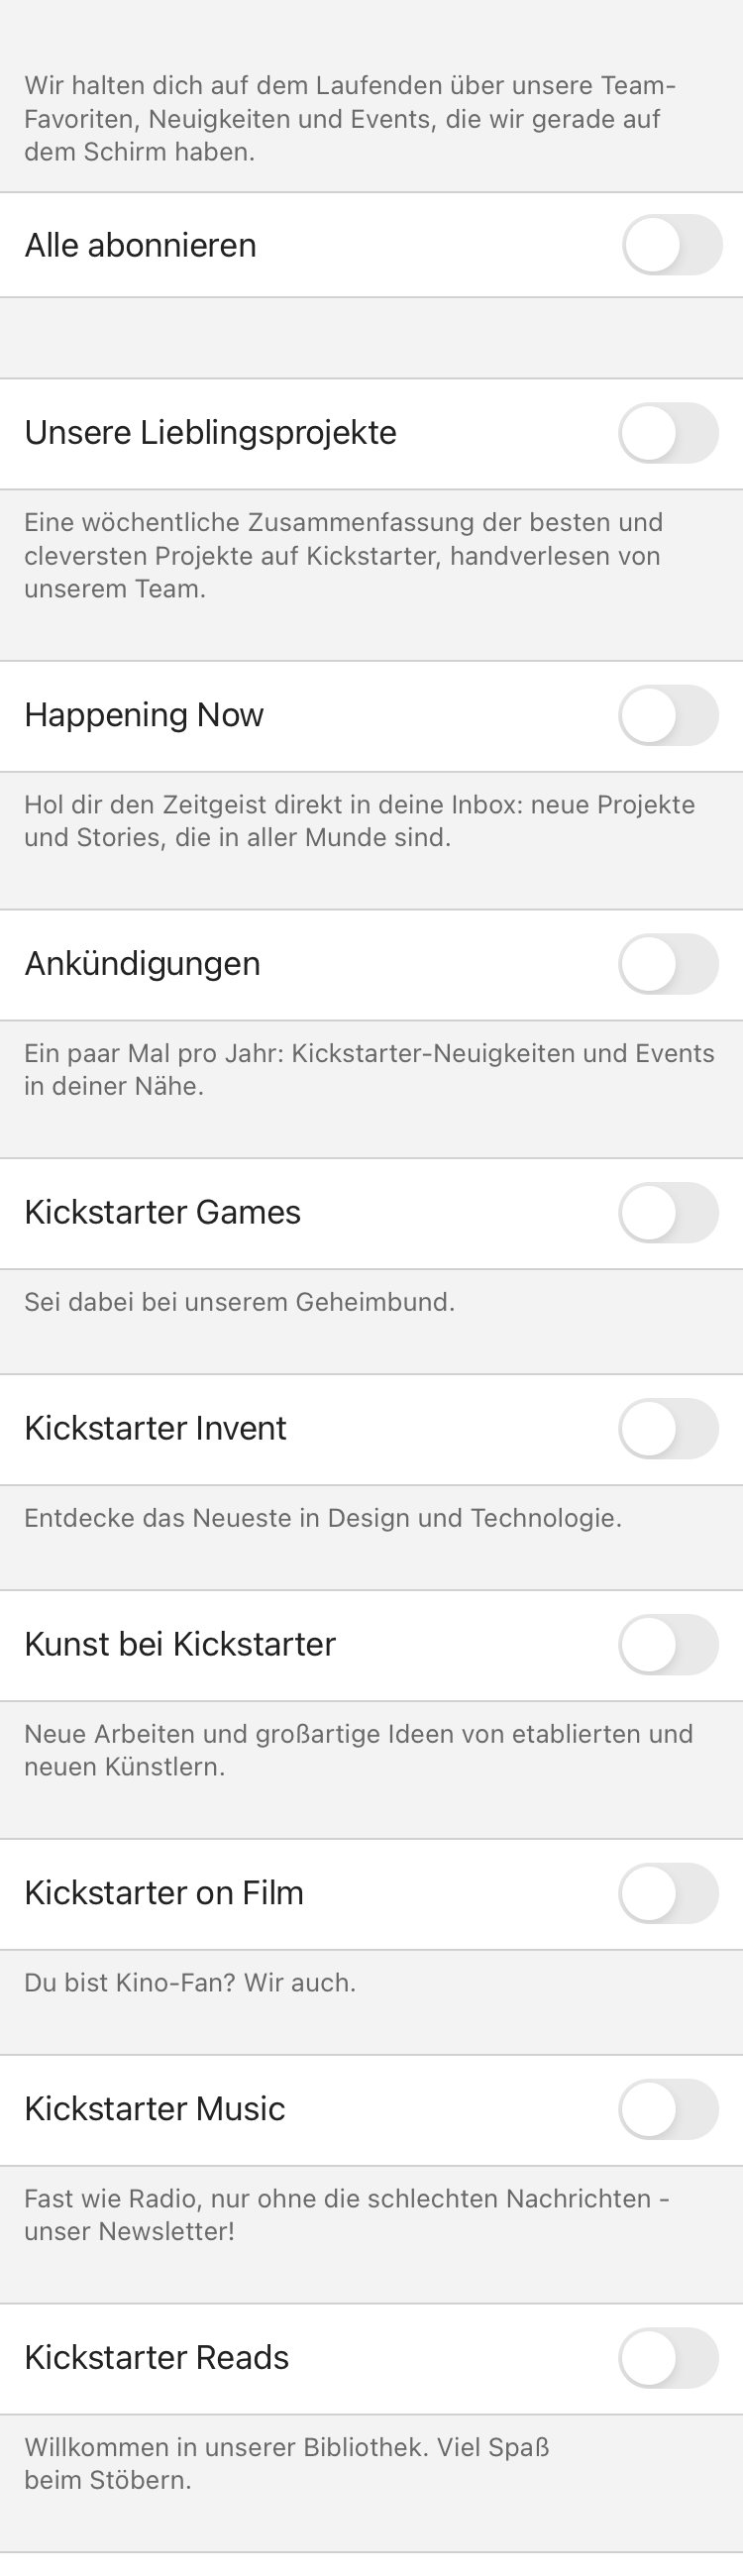 Wir halten dich auf dem Laufenden über unsere Team-
Favoriten, Neuigkeiten und Events, die wir gerade auf
dem Schirm haben.
Alle abonnieren
Unsere Lieblingsprojekte
Eine wöchentliche Zusammenfassung der besten und
cleversten Projekte auf Kickstarter, handverlesen von
unserem Team.
Happening Now
Hol dir den Zeitgeist direkt in deine Inbox: neue Projekte
und Stories, die in aller Munde sind.
Ankündigungen
Ein paar Mal pro Jahr: Kickstarter-Neuigkeiten und Events
in deiner Nähe.
Kickstarter Games
Sei dabei bei unserem Geheimbund.
Kickstarter Invent
Entdecke das Neueste in Design und Technologie.
Kunst bei Kickstarter
Neue Arbeiten und großartige Ideen von etablierten und
neuen Künstlern.
Kickstarter on Film
Du bist Kino-Fan? Wir auch.
Kickstarter Music
Fast wie Radio, nur ohne die schlechten Nachrichten -
unser Newsletter!
Kickstarter Reads
Willkommen in unserer Bibliothek. Viel Spaß
beim Stöbern.